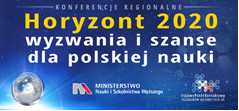 KONFERENCJE REGIONALNE
Horyzont 2020
wyzwania i szanse
dla polskiej nauki
MINISTERSTWO
Nauki i Szkolnictwa Wyższego